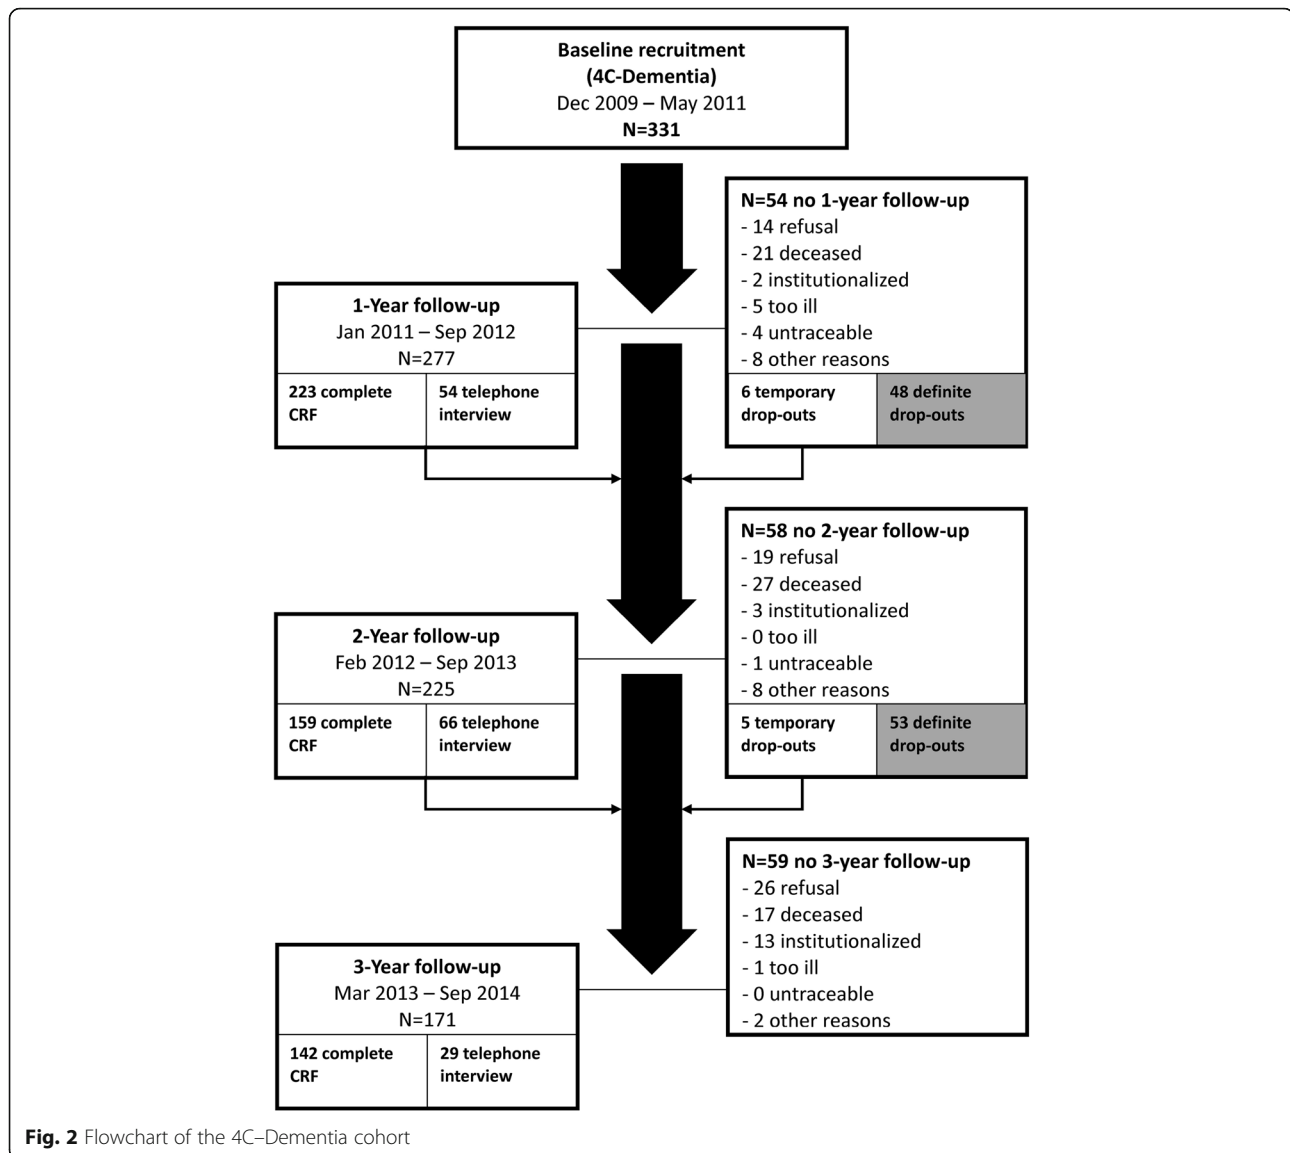 Baseline recruitment
(4C-Dementia)
Dec 2009 – May 2011
N=331
N=54 no 1-year follow-up
- 14 refusal
- 21 deceased
- 2 institutionalized
- 5 too ill
- 4 untraceable
- 8 other reasons
6 temporary
drop-outs
48 definite
drop-outs
1-Year follow-up
Jan 2011 – Sep 2012
N=277
223 complete
CRF
54 telephone
interview
N=58 no 2-year follow-up
- 19 refusal
- 27 deceased
- 3 institutionalized
- 0 too ill
- 1 untraceable
- 8 other reasons
5 temporary
drop-outs
53 definite
drop-outs
2-Year follow-up
Feb 2012 – Sep 2013
N=225
159 complete
CRF
66 telephone
interview
N=59 no 3-year follow-up
- 26 refusal
- 17 deceased
- 13 institutionalized
- 1 too ill
- 0 untraceable
- 2 other reasons
3-Year follow-up
Mar 2013 – Sep 2014
N=171
142 complete
CRF
29 telephone
interview
Fig. 2 Flowchart of the 4C–Dementia cohort